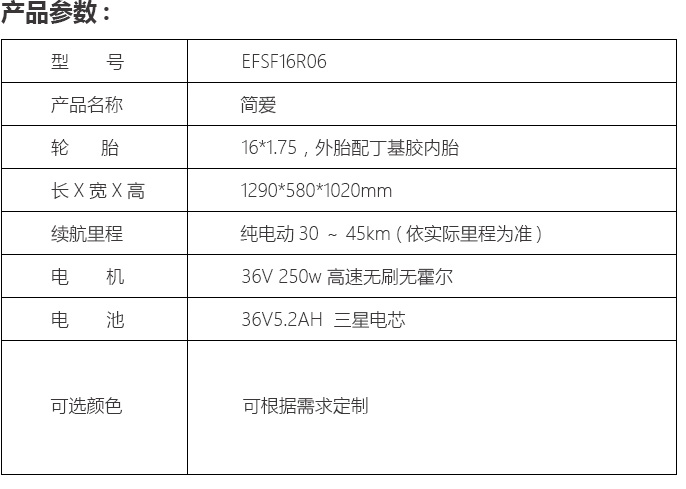 产品参数：
型 号 EFSF16R06
产品名称 简爱
轮 胎 16*1.75，外胎配丁基胶内胎
长 X 宽 X 高 1290*580*1020mm
续航里程 纯电动 30 ~ 45km ( 依实际里程为准 )
电 机 36V 250w 高速无刷无霍尔
电 池 36V5.2AH 三星电芯
可选颜色 可根据需求定制